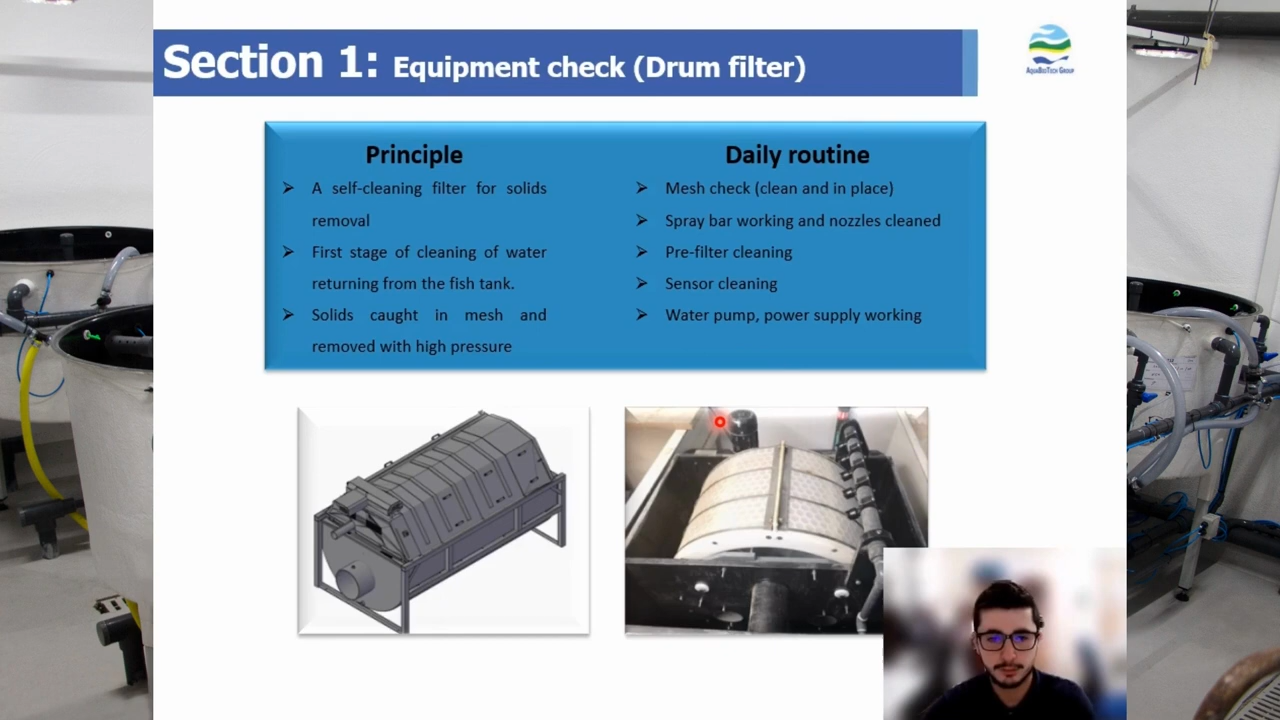 Section 1: Equipment check (Drum filter)
AquaBioTech Group
Principle
➢ A self-cleaning filter for solids
removal
➢ First stage of cleaning of water
returning from the fish tank.
➢ Solids caught in mesh and
removed with high pressure
Daily routine
➢ Mesh check (clean and in place)
➢ Spray bar working and nozzles cleaned
➢ Pre-filter cleaning
➢ Sensor cleaning
➢ Water pump, power supply working